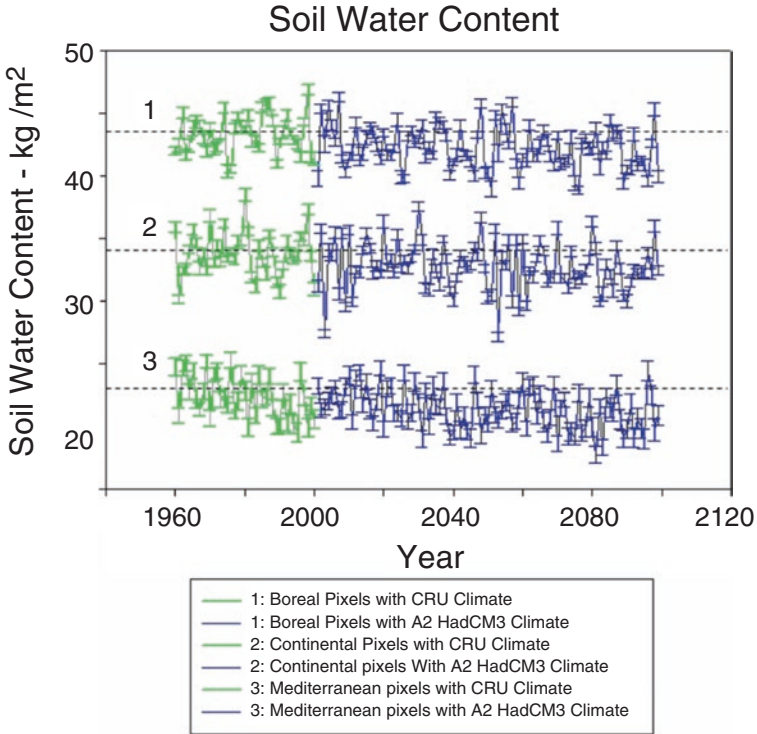 Soil Water Content
Soil Water Content - kg /m²
50
40
30
20
1
2
3
1960 2000 2040 2080 2120
Year
1: Boreal Pixels with CRU Climate
1: Boreal Pixels with A2 HadCM3 Climate
2: Continental Pixels with CRU Climate
2: Continental pixels With A2 HadCM3 Climate
3: Mediterranean pixels with CRU Climate
3: Mediterranean pixels with A2 HadCM3 Climate